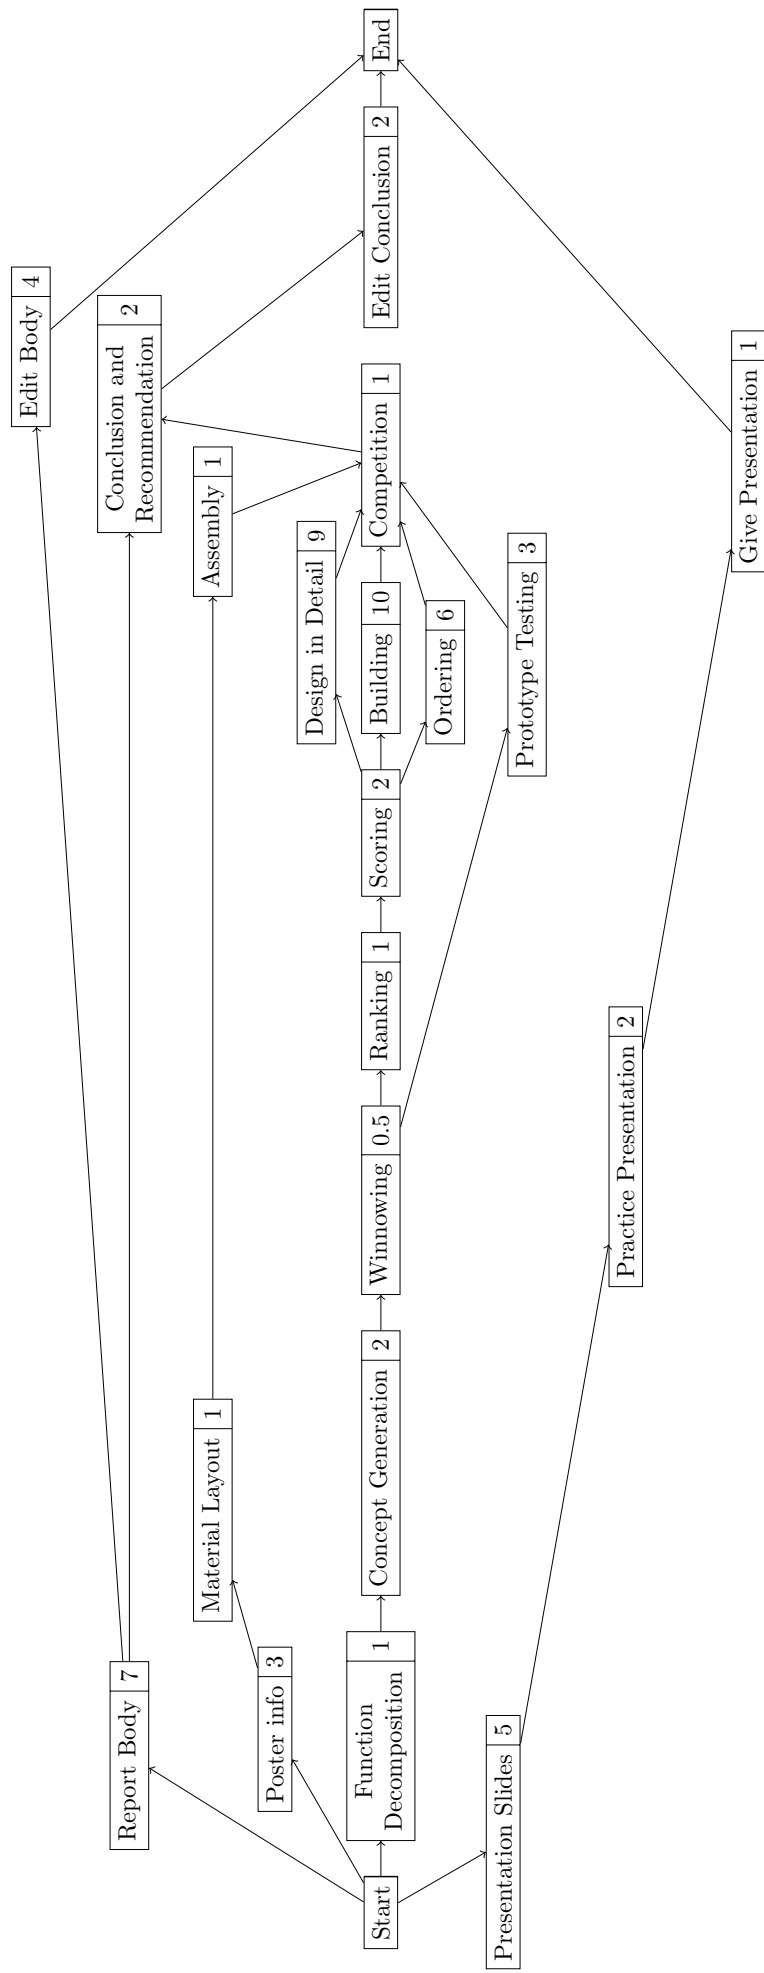 Edit Body 4
Report Body 7
Conclusion and
Recommendation
2
Material Layout 1
Assembly 1
Poster info 3
Design in Detail 9
Start
Function
Decomposition
1
Concept Generation 2
Winnowing 0.5
Ranking 1
Scoring 2
Building 10
Competition 1
Edit Conclusion 2
End
Ordering 6
Presentation Slides 5
Prototype Testing 3
Practice Presentation 2
Give Presentation 1